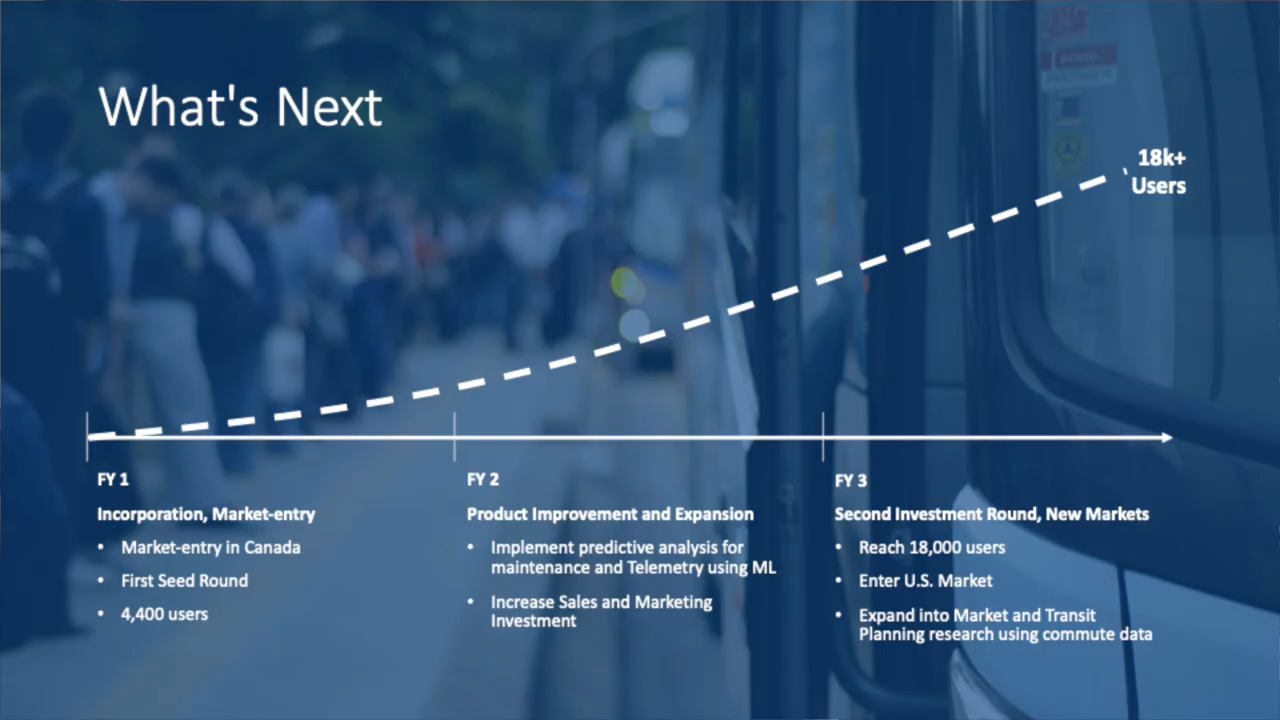 What's Next
18k+
Users
FY 1
Incorporation, Market-entry
• Market-entry in Canada
• First Seed Round
• 4,400 users
FY 2
Product Improvement and Expansion
• Implement predictive analysis for
maintenance and Telemetry using ML
• Increase Sales and Marketing
Investment
FY 3
Second Investment Round, New Markets
• Reach 18,000 users
• Enter U.S. Market
• Expand into Market and Transit
Planning research using commute data